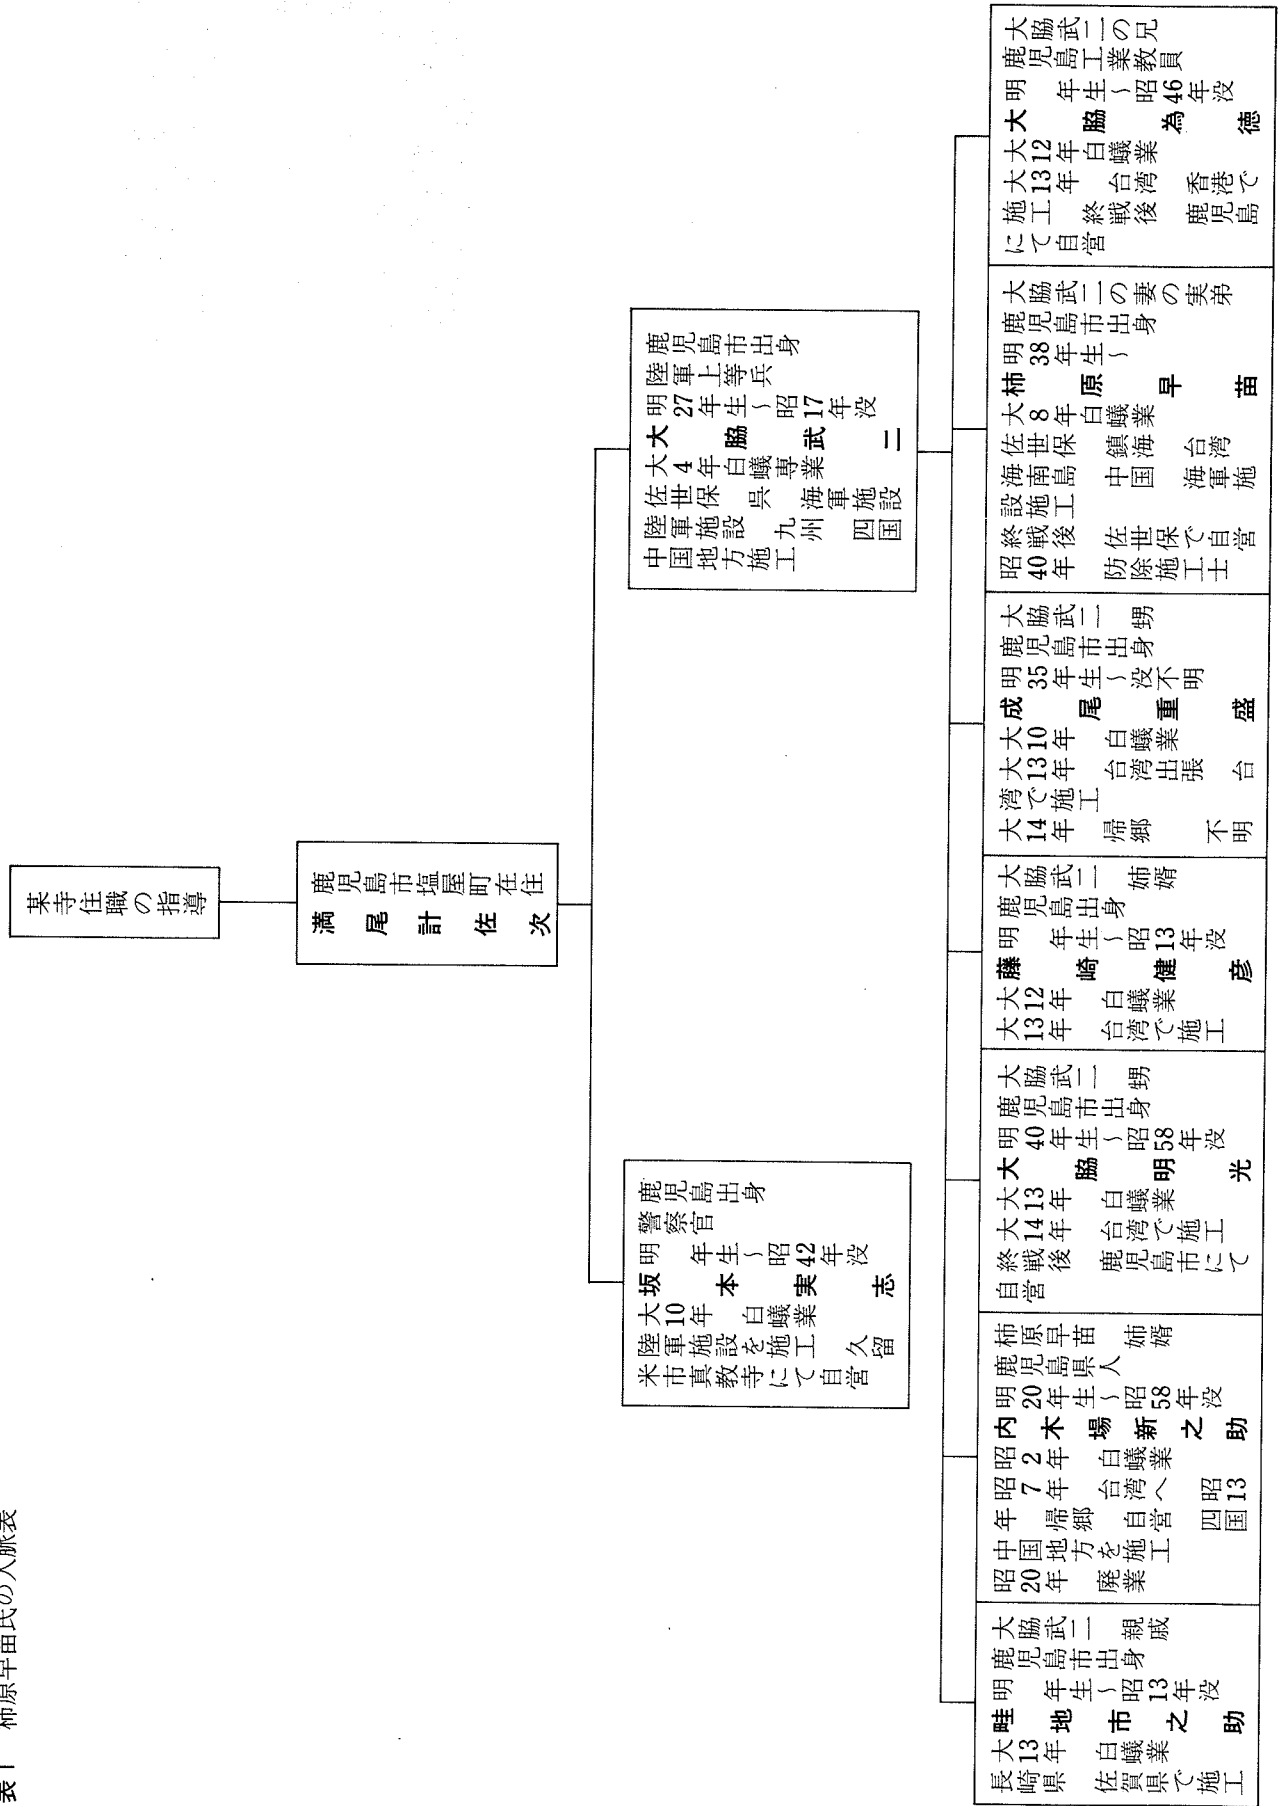 表1　柿原早苗氏の人脈表
某寺住職の指導
鹿児島市塩屋町在住
満尾計佐次
鹿児島市出身
陸軍上等兵
明27年生～昭17年没
大脇武二
大4年白蟻専業
佐世保　呉　海軍施設
陸軍施設　九州　四国
中国地方施工
鹿児島出身
警察官
明　年生～昭42年没
坂本実志
大10年　白蟻業
陸軍施設を施工　久留
米市真教寺にて自営
大脇武二の兄
鹿児島工業教員
明　年生～昭46年没
大脇為徳
大12年白蟻業
大13年　台湾　香港で
施工　終戦後　鹿児島
にて自営
大脇武二の妻の実弟
鹿児島市出身
明38年生～
柿原早苗
大8年白蟻業
佐世保　鎮海　台湾
海南島　中国　海軍施
設施工
終戦後　佐世保で自営
昭40年　防除施工士
大脇武二　甥
鹿児島市出身
明35年生～没不明
成尾重盛
大10年　白蟻業
大13年　台湾出張　台
湾で施工
大14年　帰郷　不明
大脇武二　姉婿
鹿児島出身
明　年生～昭13年没
藤崎健彦
大12年　白蟻業
大13年　台湾で施工
大脇武二　甥
鹿児島市出身
明40年生～昭58年没
大脇明光
大13年　白蟻業
大14年　台湾で施工
終戦後　鹿児島市にて
自営
柿原早苗　姉婿
鹿児島県人
明20年生～昭58年没
内木場新之助
昭2年　白蟻業
昭7年　台湾へ　昭13
年帰郷　自営　四国
中国地方を施工
昭20年　廃業
大脇武二　親戚
鹿児島市出身
明　年生～昭13年没
畦地市之助
大13年　白蟻業
長崎県　佐賀県で施工